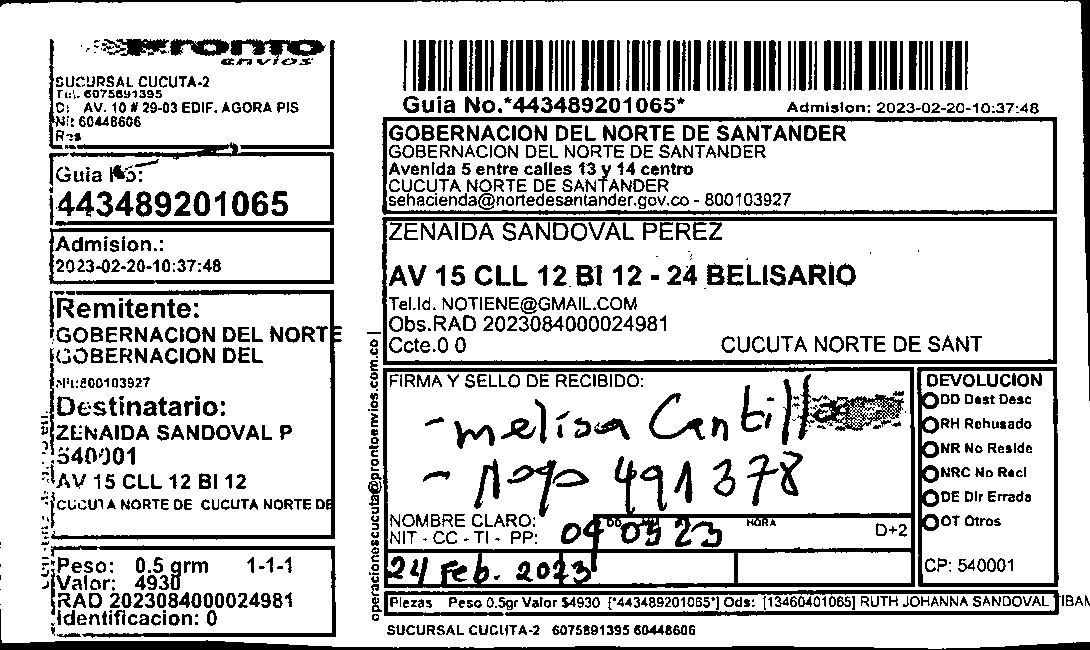 Pronto
envios
SUCURSAL CUCUTA-2
Tel. 6075891395
D: AV. 10 # 29-03 EDIF. AGORA PIS
Nit: 60448606
Res
Guia No:
443489201065
Admision.:
2023-02-20-10:37:48
Remitente:
GOBERNACION DEL NORTE
GOBERNACION DEL
Nit:800103927
Destinatario:
ZENAIDA SANDOVAL P
540001
AV 15 CLL 12 BI 12
CUCUTA NORTE DE CUCUTA NORTE DE
Peso: 0.5 grm 1-1-1
Valor: 4930
RAD 2023084000024981
Identificacion: 0
operacionescucuta@prontoenvios.com.co
Guia No.*443489201065*
Admision: 2023-02-20-10:37:48
GOBERNACION DEL NORTE DE SANTANDER
GOBERNACION DEL NORTE DE SANTANDER
Avenida 5 entre calles 13 y 14 centro
CUCUTA NORTE DE SANTANDER
sehacienda@nortedesantander.gov.co - 800103927
ZENAIDA SANDOVAL PEREZ
AV 15 CLL 12 BI 12 - 24 BELISARIO
Tel.Id. NOTIENE@GMAIL.COM
Obs.RAD 2023084000024981
Ccte.0 0 CUCUTA NORTE DE SANT
FIRMA Y SELLO DE RECIBIDO:
- melisa Cantillo
491378
NOMBRE CLARO:
NIT - CC - TI - PP:
HORA
D+2
24 Feb. 2023
DEVOLUCION
DD Dest Desc
RH Rehusado
NR No Reside
NRC No Recl
DE Dir Errada
OT Otros
CP: 540001
Piezas Peso 0.5gr Valor $4930 [*443489201065*] Ods: [13460401065] RUTH JOHANNA SANDOVAL TIBAM
SUCURSAL CUCUTA-2 6075891395 60448606